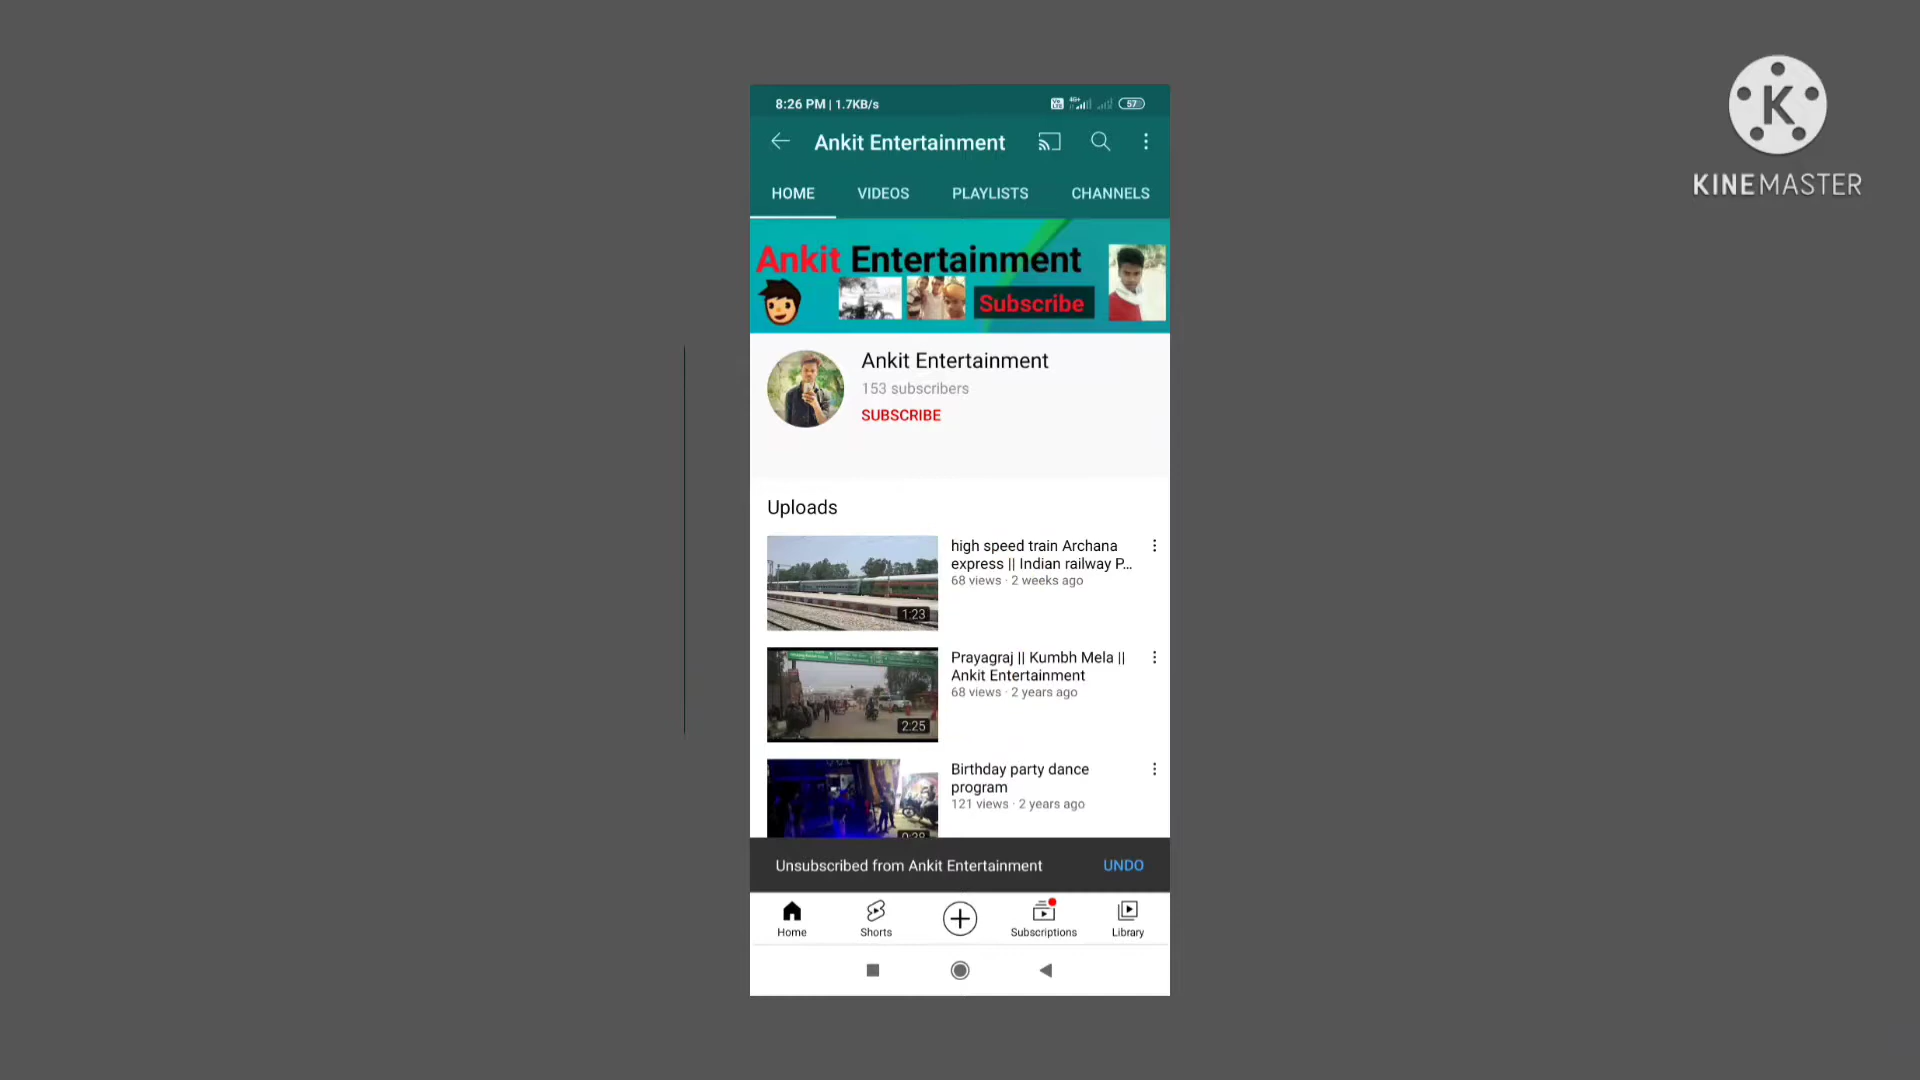 8:26 PM | 1.7KB/s
57
Ankit Entertainment
HOME VIDEOS PLAYLISTS CHANNELS
Ankit Entertainment
Subscribe
Ankit Entertainment
153 subscribers
SUBSCRIBE
Uploads
high speed train Archana
express || Indian railway P...
68 views · 2 weeks ago
1:23
Prayagraj || Kumbh Mela ||
Ankit Entertainment
68 views · 2 years ago
2:25
Birthday party dance
program
121 views · 2 years ago
Unsubscribed from Ankit Entertainment UNDO
Home Shorts Subscriptions Library
K
KINEMASTER